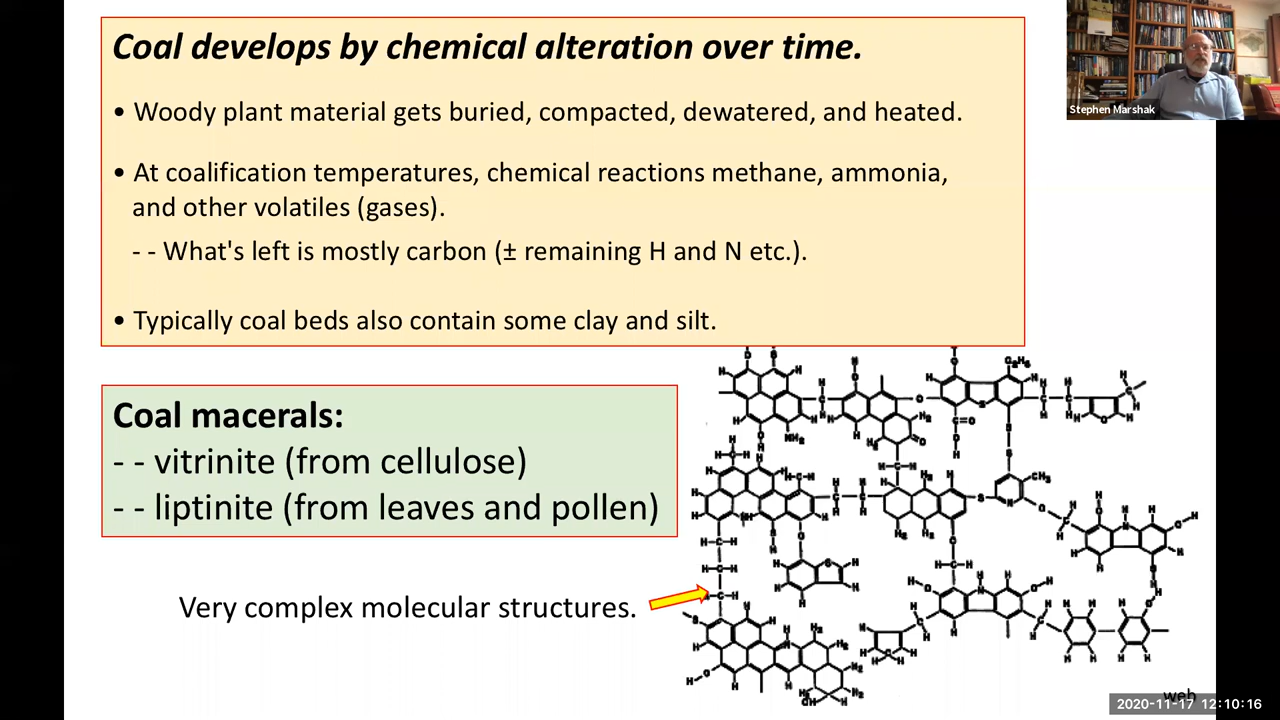 Coal develops by chemical alteration over time.
• Woody plant material gets buried, compacted, dewatered, and heated.
• At coalification temperatures, chemical reactions methane, ammonia,
and other volatiles (gases).
- - What's left is mostly carbon (± remaining H and N etc.).
• Typically coal beds also contain some clay and silt.
Stephen Marshak
Coal macerals:
- - vitrinite (from cellulose)
- - liptinite (from leaves and pollen)
Very complex molecular structures.
web
2020-11-17 12:10:16